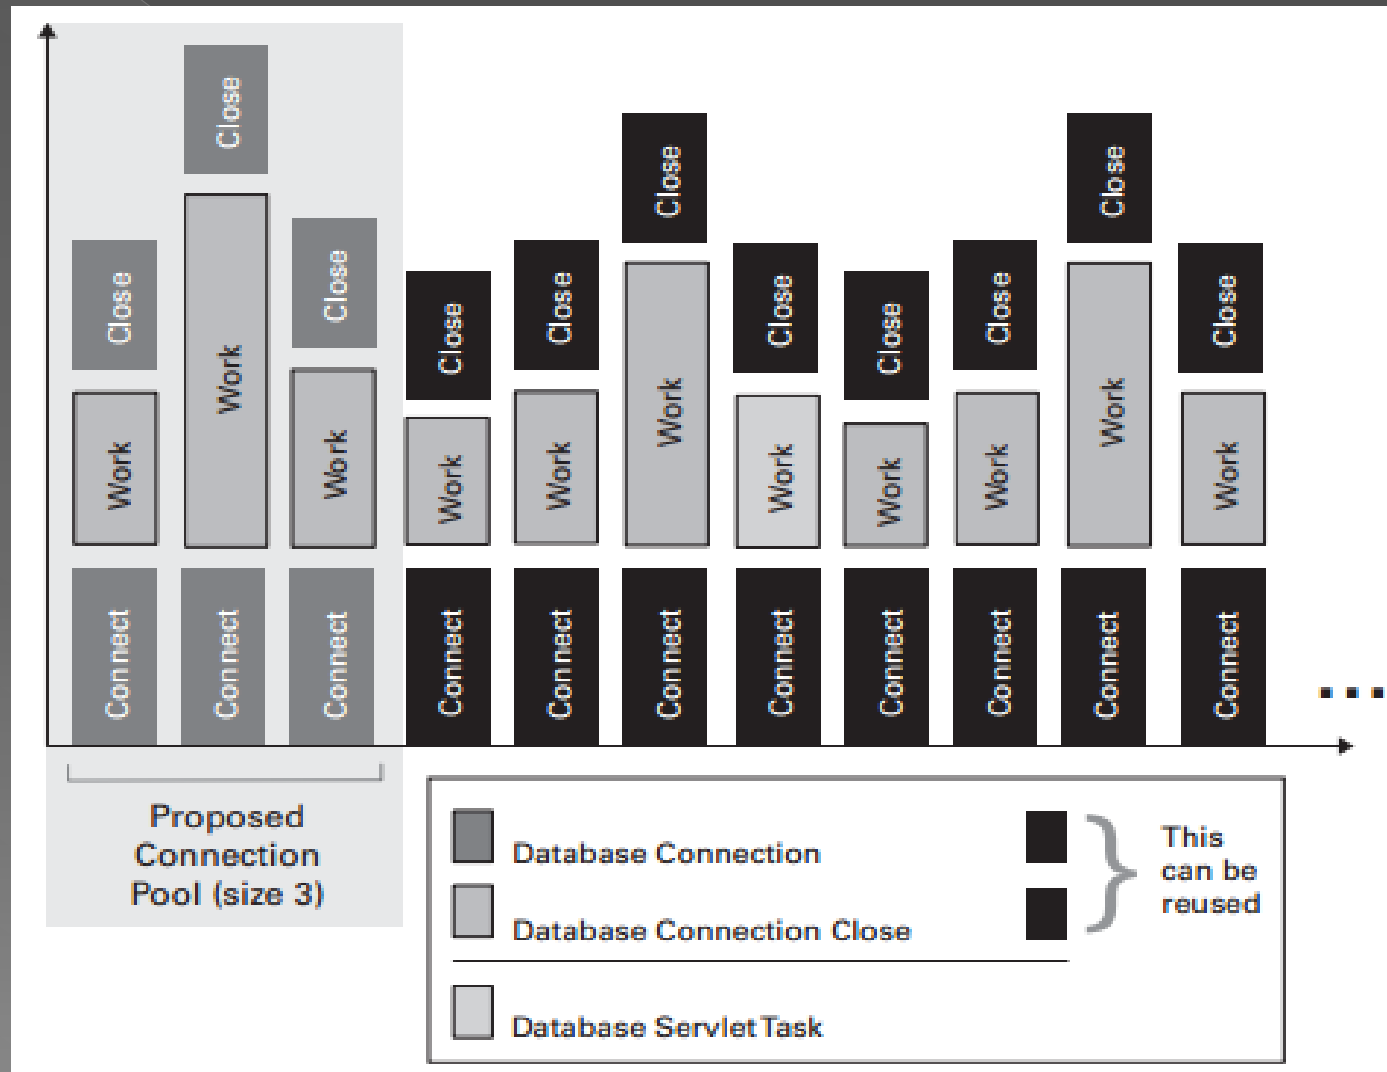 Close Close Close Close Close Close Close Close Close Close Close
Work Work Work Work Work Work Work Work Work Work Work
Connect Connect Connect Connect Connect Connect Connect Connect Connect Connect Connect
...
Proposed
Connection
Pool (size 3)
Database Connection
Database Connection Close
Database Servlet Task
This
can be
reused